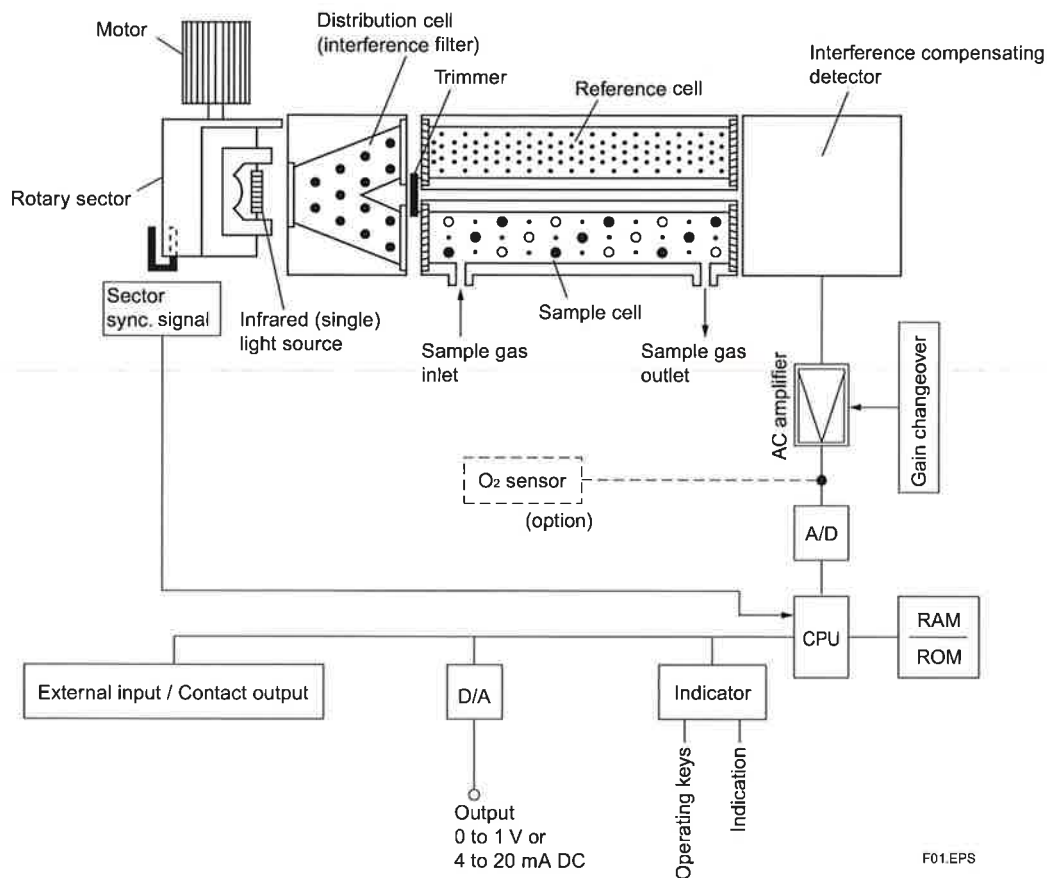 Motor
Distribution cell
(interference filter)
Trimmer
Interference compensating
detector
Reference cell
Rotary sector
Sector
sync. signal
Infrared (single)
light source
Sample gas
inlet
Sample cell
Sample gas
outlet
AC amplifier
Gain changeover
O₂ sensor
(option)
A/D
CPU
RAM
ROM
External input / Contact output
D/A
Indicator
Operating keys
Indication
Output
0 to 1 V or
4 to 20 mA DC
F01.EPS